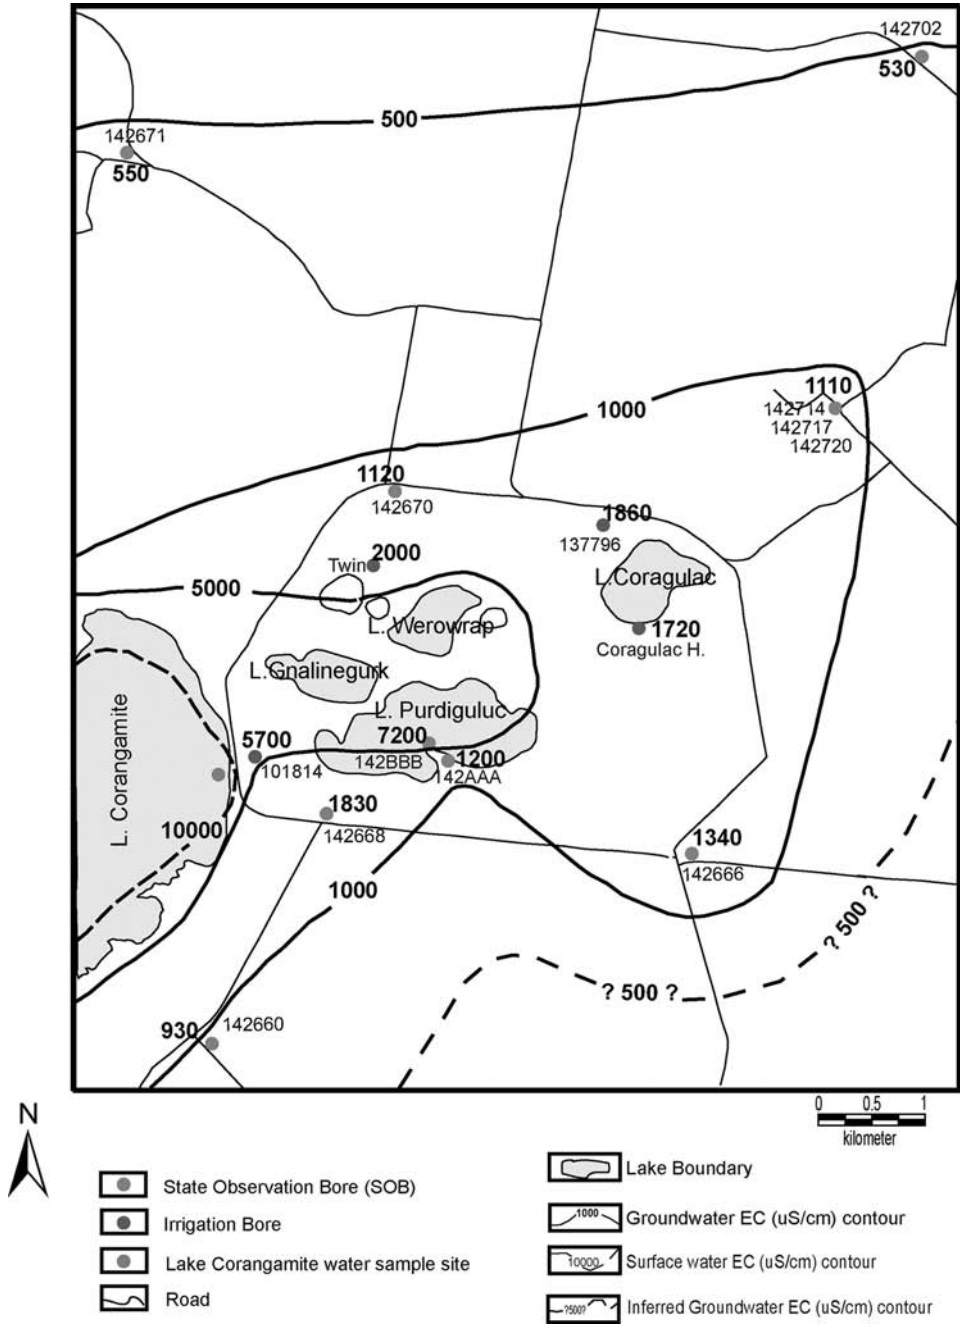 142702
530
500
142671
550
1110
142714
142717
142720
1000
1120
142670
1860
137796
2000
Twin
L.Coragulac
5000
L. Werowrap
1720
Coragulac H.
L.Gnalinegurk
L. Purdiguluc
L. Corangamite
7200
5700
142BBB
1200
101814
142AAA
1830
10000
142668
1340
142666
1000
? 500 ?
? 500 ?
142660
930
N
0 0.5 1
kilometer
State Observation Bore (SOB)
Irrigation Bore
Lake Corangamite water sample site
Road
Lake Boundary
1000
Groundwater EC (uS/cm) contour
10000
Surface water EC (uS/cm) contour
?500?
Inferred Groundwater EC (uS/cm) contour